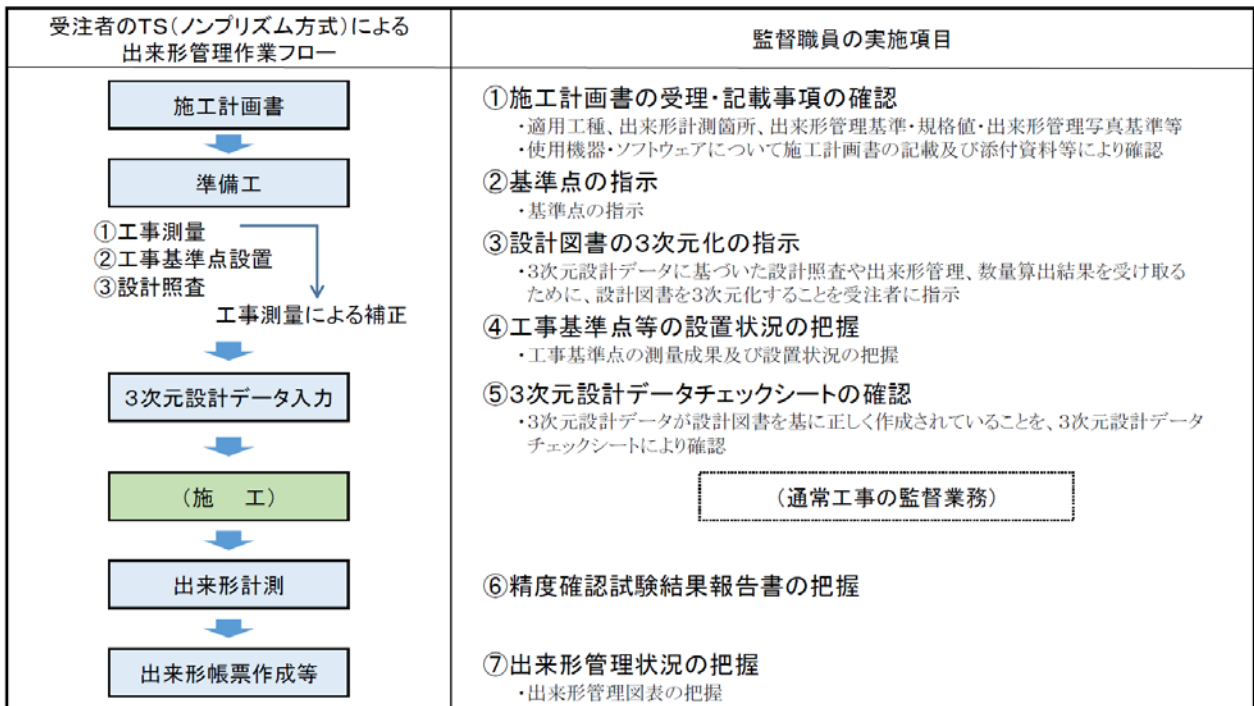 受注者のTS(ノンプリズム方式)による
出来形管理作業フロー
監督職員の実施項目
施工計画書
準備工
①工事測量
②工事基準点設置
③設計照査
工事測量による補正
3次元設計データ入力
(施 工)
出来形計測
出来形帳票作成等
①施工計画書の受理・記載事項の確認
・適用工種、出来形計測箇所、出来形管理基準・規格値・出来形管理写真基準等
・使用機器・ソフトウェアについて施工計画書の記載及び添付資料等により確認
②基準点の指示
・基準点の指示
③設計図書の3次元化の指示
・3次元設計データに基づいた設計照査や出来形管理、数量算出結果を受け取る
ために、設計図書を3次元化することを受注者に指示
④工事基準点等の設置状況の把握
・工事基準点の測量成果及び設置状況の把握
⑤3次元設計データチェックシートの確認
・3次元設計データが設計図書を基に正しく作成されていることを、3次元設計データ
チェックシートにより確認
(通常工事の監督業務)
⑥精度確認試験結果報告書の把握
⑦出来形管理状況の把握
・出来形管理図表の把握